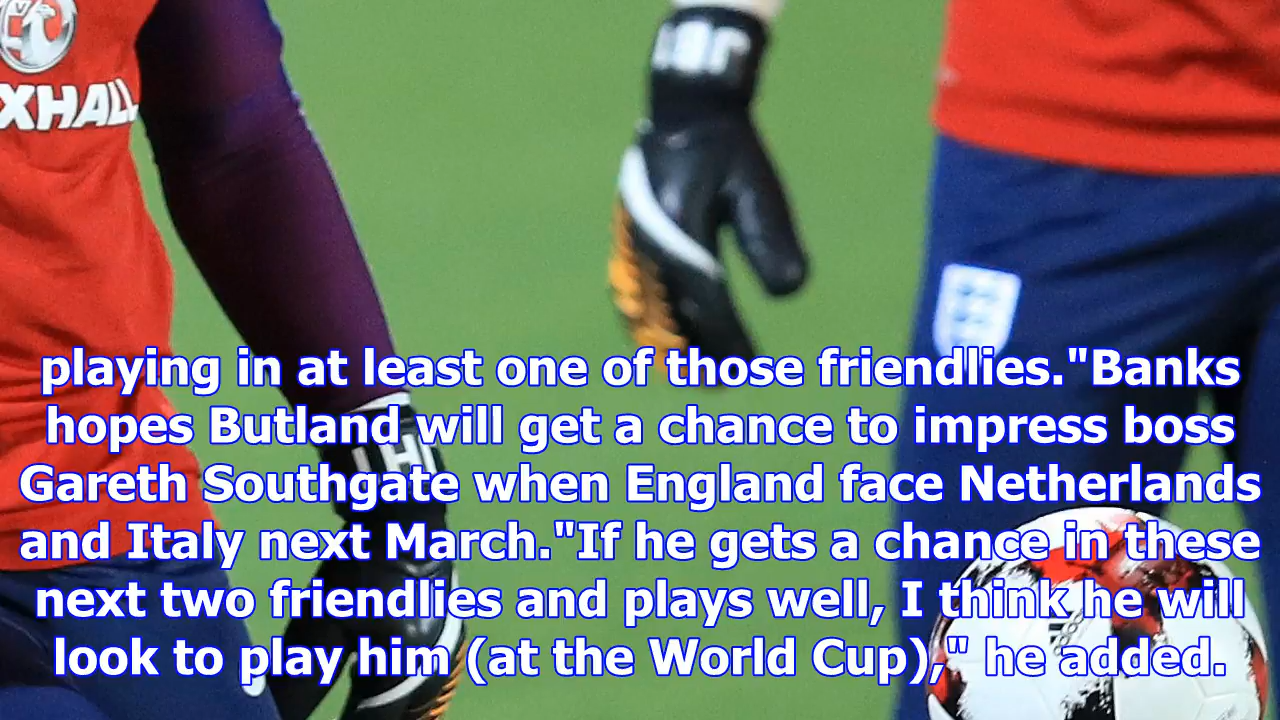 XHALL
JB1
playing in at least one of those friendlies."Banks
hopes Butland will get a chance to impress boss
Gareth Southgate when England face Netherlands
and Italy next March."If he gets a chance in these
next two friendlies and plays well, I think he will
look to play him (at the World Cup)," he added.